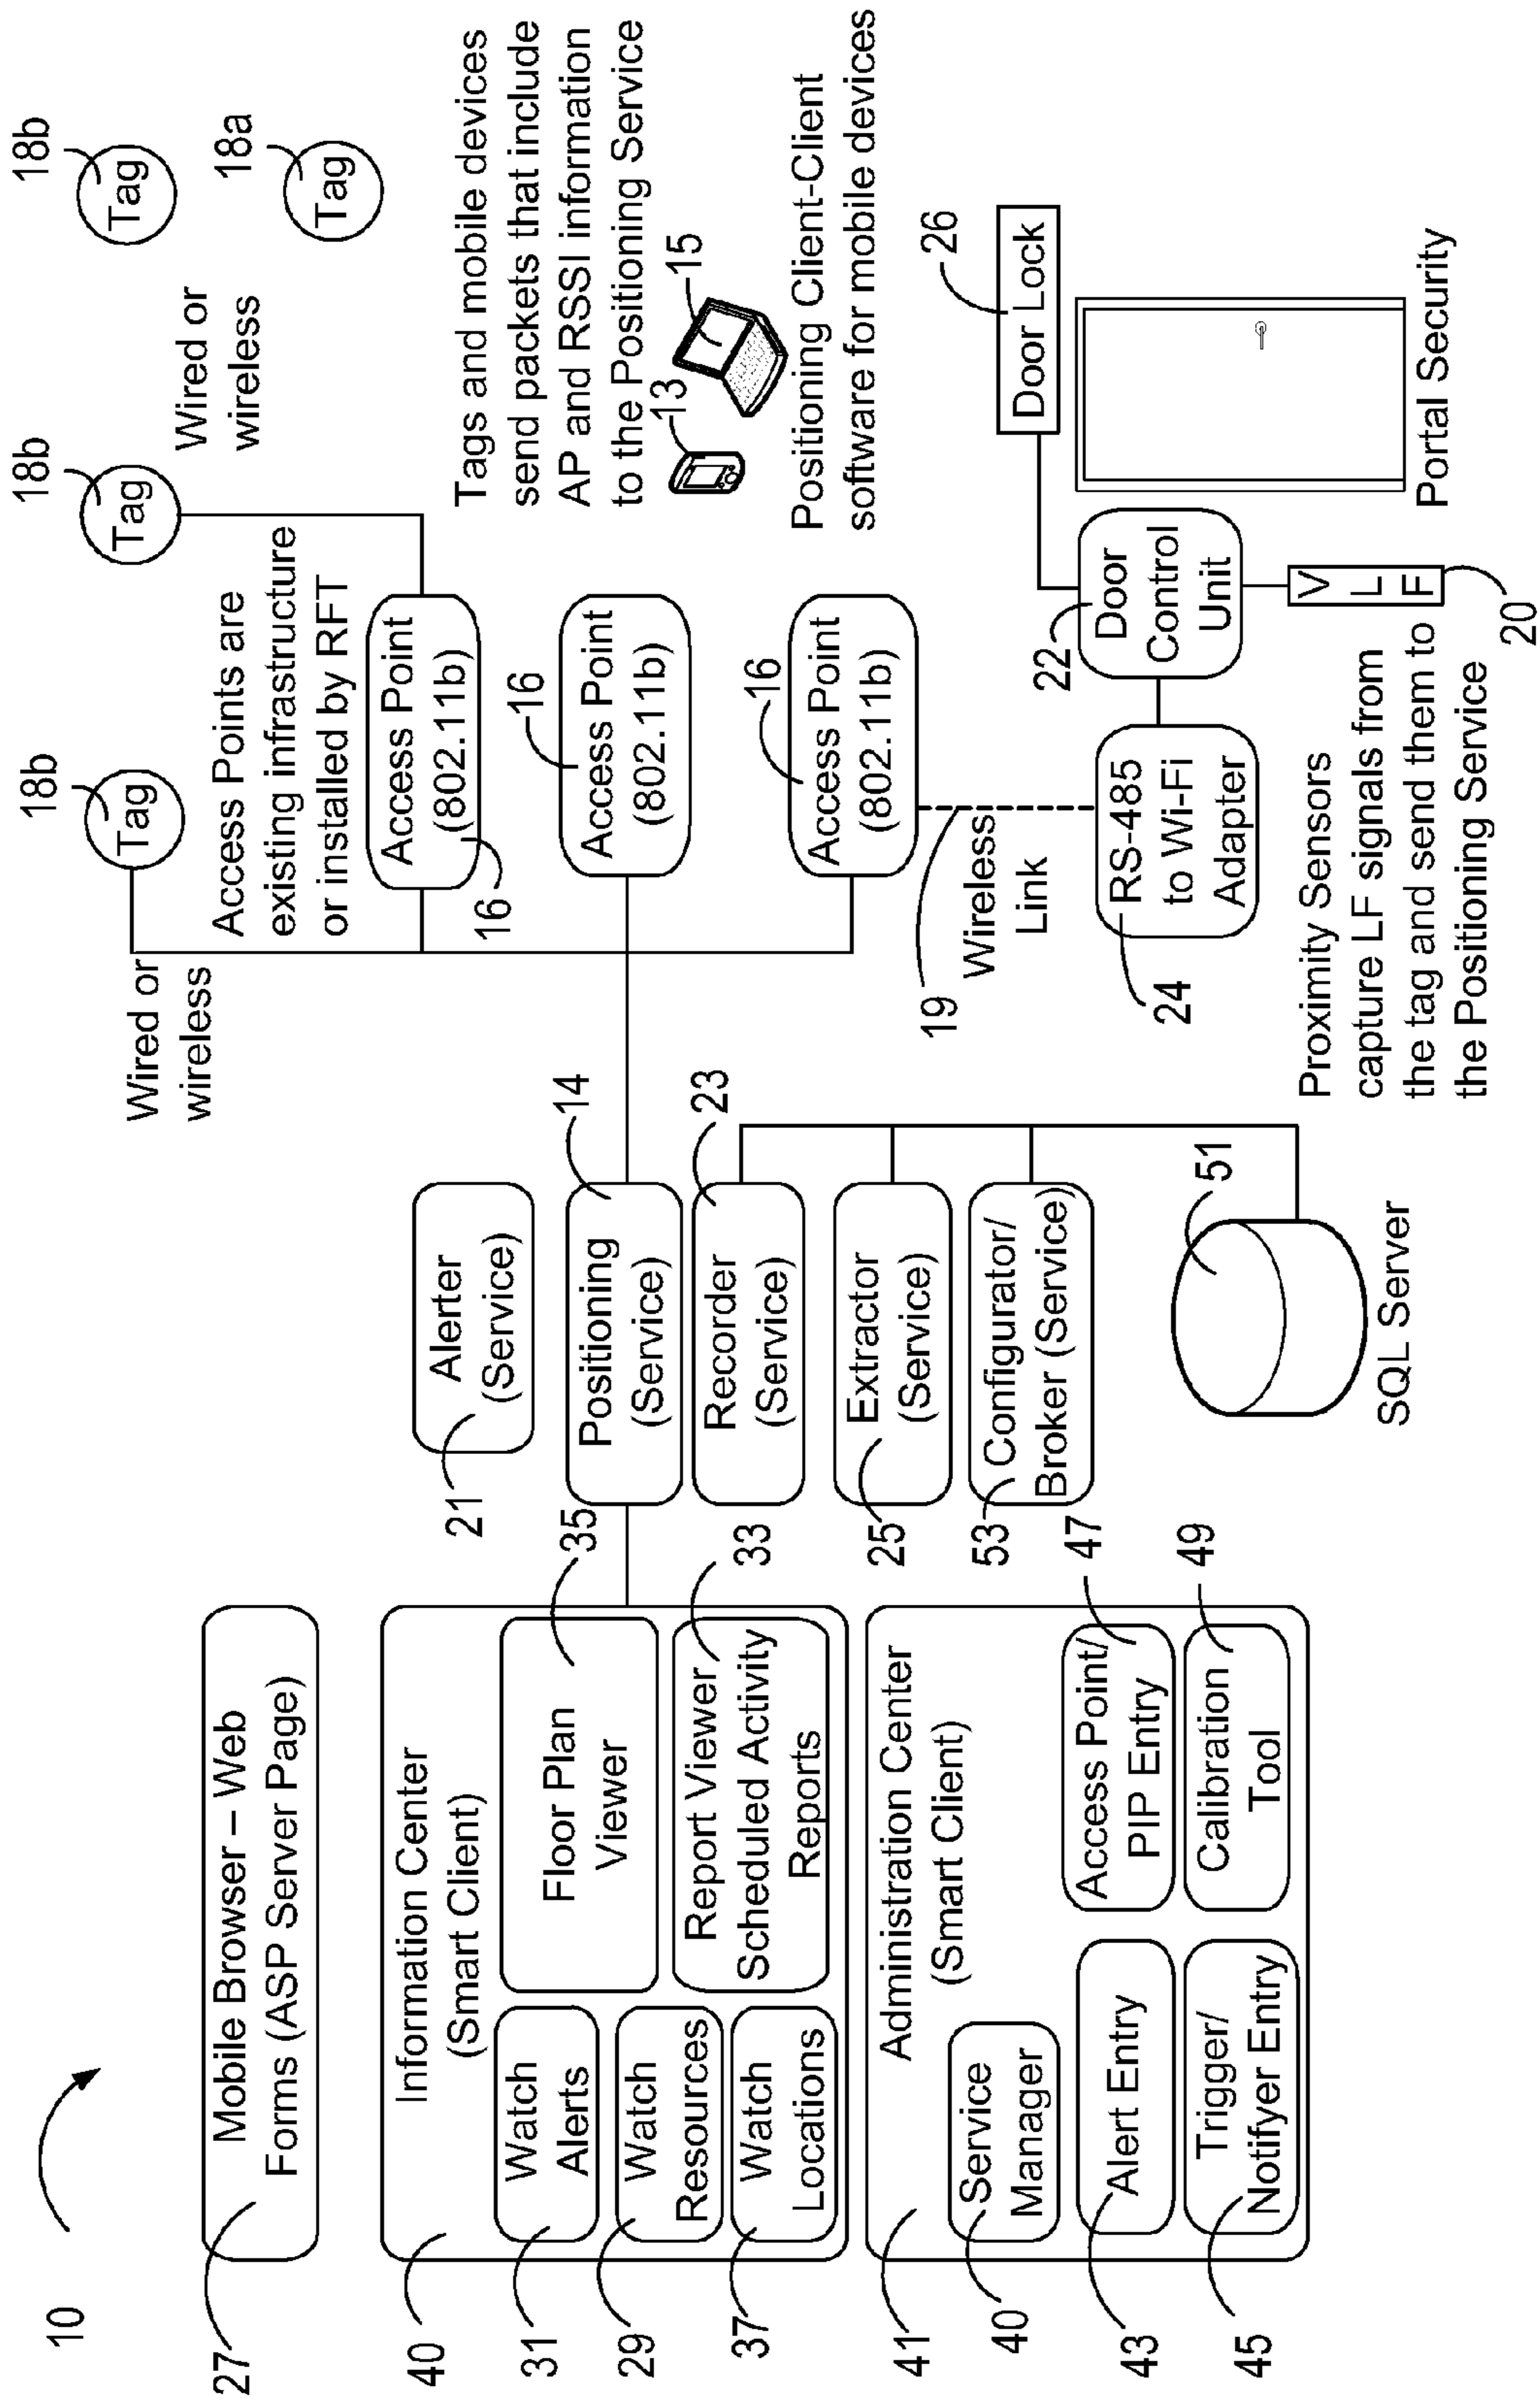 10
27
Mobile Browser – Web
Forms (ASP Server Page)
40
Information Center
(Smart Client)
31
Watch
Alerts
29
Watch
Resources
37
Watch
Locations
35
Floor Plan
Viewer
33
Report Viewer
Scheduled Activity
Reports
41
Administration Center
(Smart Client)
40
Service
Manager
43
Alert Entry
45
Trigger/
Notifyer Entry
47
Access Point/
PIP Entry
49
Calibration
Tool
21
Alerter
(Service)
14
Positioning
(Service)
23
Recorder
(Service)
25
Extractor
(Service)
53
Configurator/
Broker (Service)
51
SQL Server
Wired or
wireless
18b
Tag
18b
Tag
18b
Tag
18a
Tag
Wired or
wireless
Access Points are
existing infrastructure
or installed by RFT
Access Point
(802.11b)
16
16
Access Point
(802.11b)
16
Access Point
(802.11b)
19
Wireless
Link
24
RS-485
to Wi-Fi
Adapter
22
Door
Control
Unit
26
Door Lock
V
L
F
20
Portal Security
Tags and mobile devices
send packets that include
AP and RSSI information
to the Positioning Service
13
15
Positioning Client-Client
software for mobile devices
Proximity Sensors
capture LF signals from
the tag and send them to
the Positioning Service